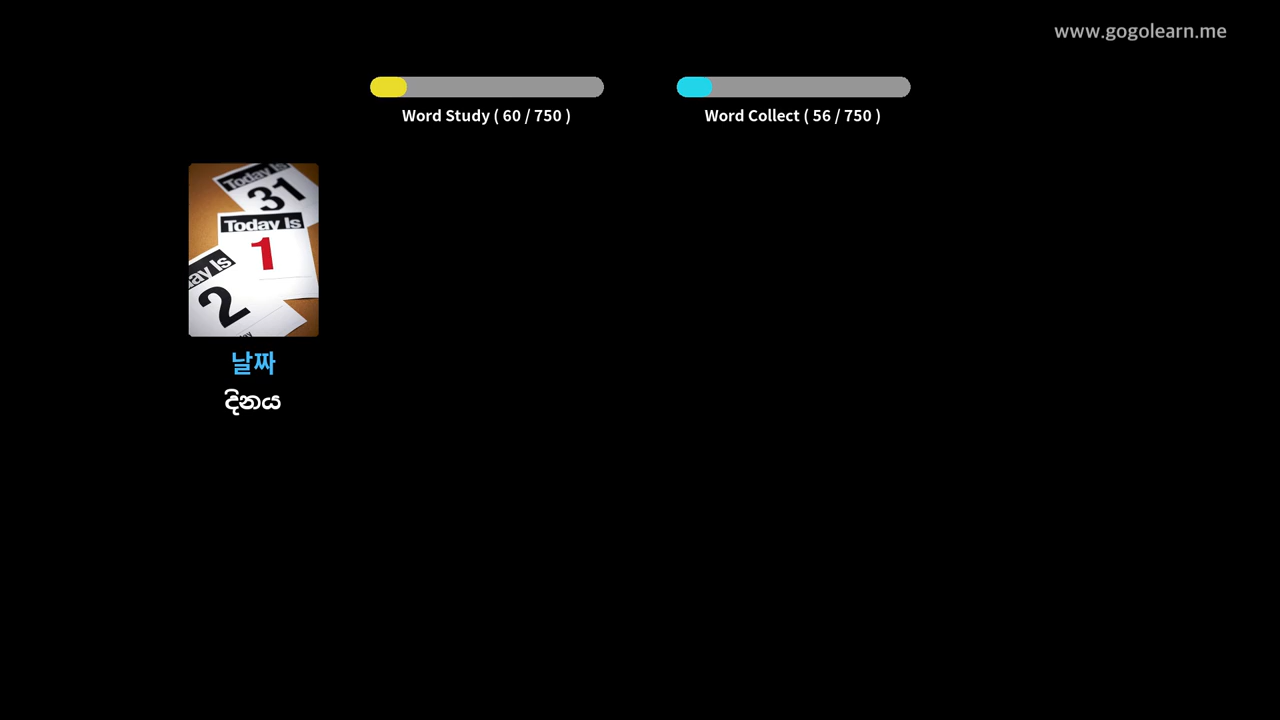 www.gogolearn.me
Word Study ( 60 / 750 )
Word Collect ( 56 / 750 )
Today Is
31
Today Is
1
ay Is
2
날짜
දිනය